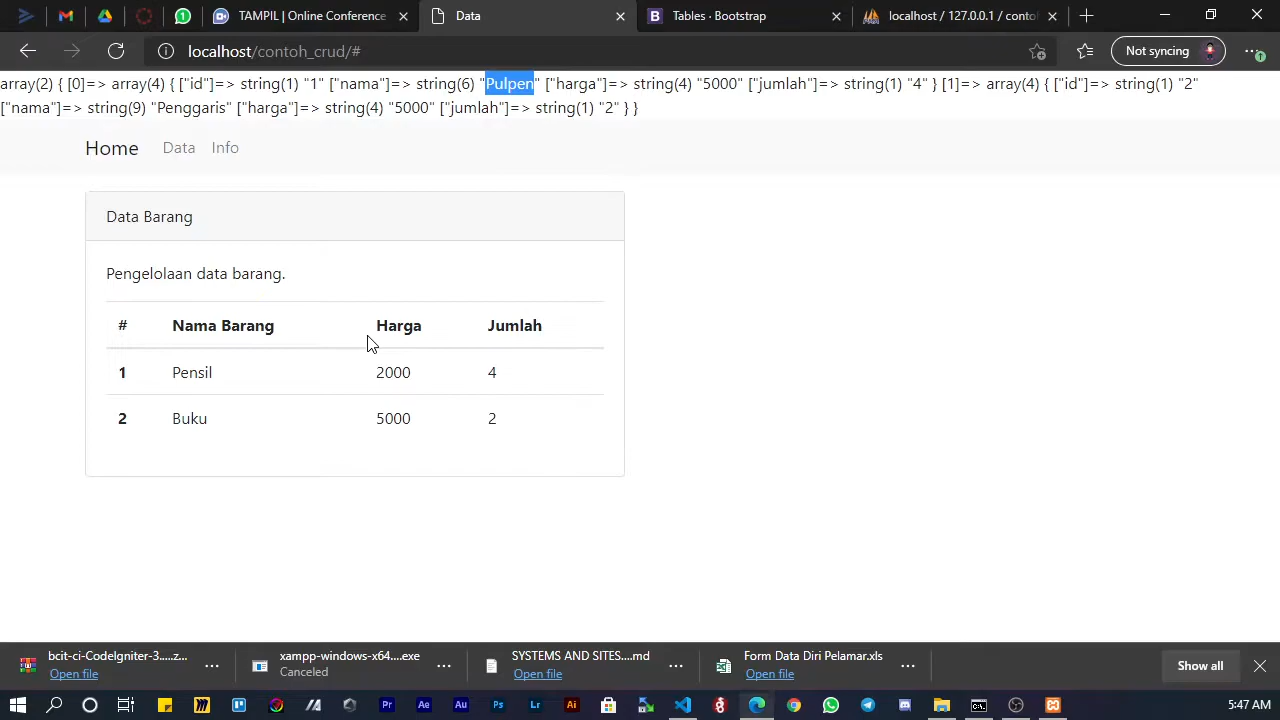 TAMPIL | Online Conference
Data
Tables · Bootstrap
localhost / 127.0.0.1 / contoh
localhost/contoh_crud/#
Not syncing
array(2) { [0]=> array(4) { ["id"]=> string(1) "1" ["nama"]=> string(6) "Pulpen" ["harga"]=> string(4) "5000" ["jumlah"]=> string(1) "4" } [1]=> array(4) { ["id"]=> string(1) "2"
["nama"]=> string(9) "Penggaris" ["harga"]=> string(4) "5000" ["jumlah"]=> string(1) "2" } }
Home Data Info
Data Barang
Pengelolaan data barang.
# Nama Barang Harga Jumlah
1 Pensil 2000 4
2 Buku 5000 2
bcit-ci-CodeIgniter-3.....z...
Open file
xampp-windows-x64....exe
Canceled
SYSTEMS AND SITES....md
Open file
Form Data Diri Pelamar.xls
Open file
Show all
5:47 AM